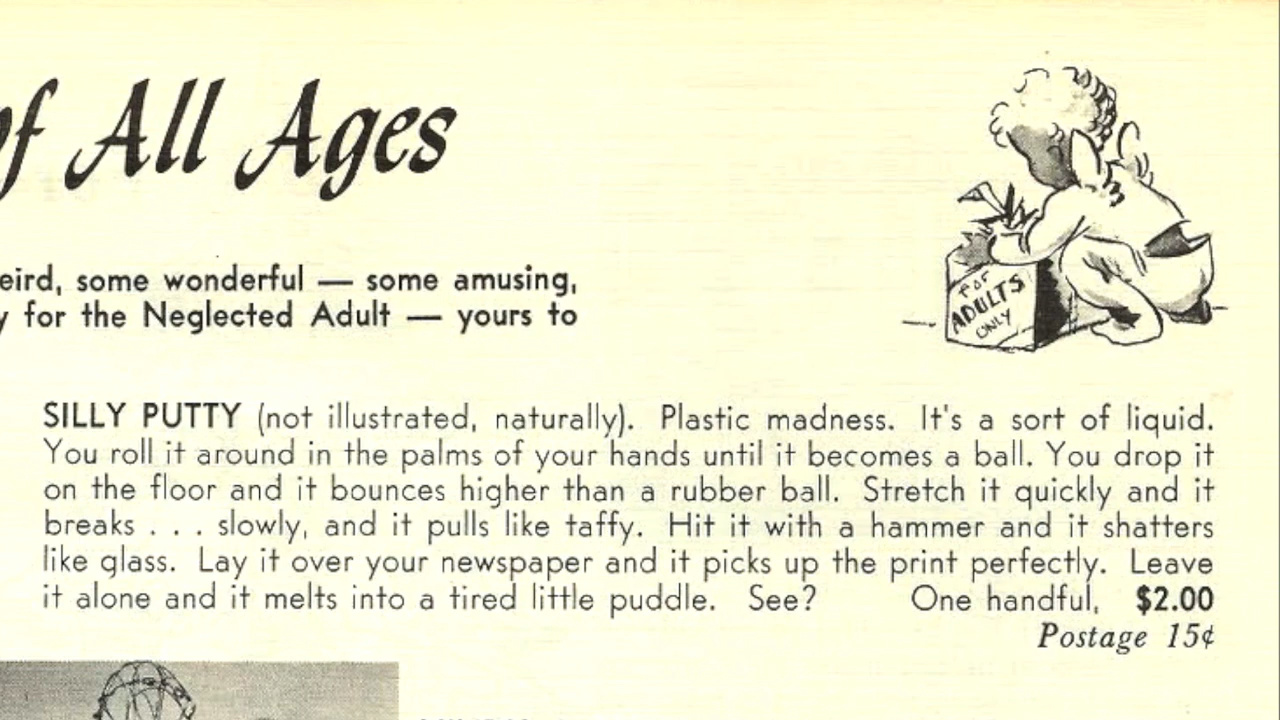 of All Ages
some wonderful — some amusing,
for the Neglected Adult — yours to
FOR
ADULTS
ONLY
SILLY PUTTY (not illustrated, naturally). Plastic madness. It's a sort of liquid.
You roll it around in the palms of your hands until it becomes a ball. You drop it
on the floor and it bounces higher than a rubber ball. Stretch it quickly and it
breaks . . . slowly, and it pulls like taffy. Hit it with a hammer and it shatters
like glass. Lay it over your newspaper and it picks up the print perfectly. Leave
it alone and it melts into a tired little puddle. See? One handful, $2.00
Postage 15¢